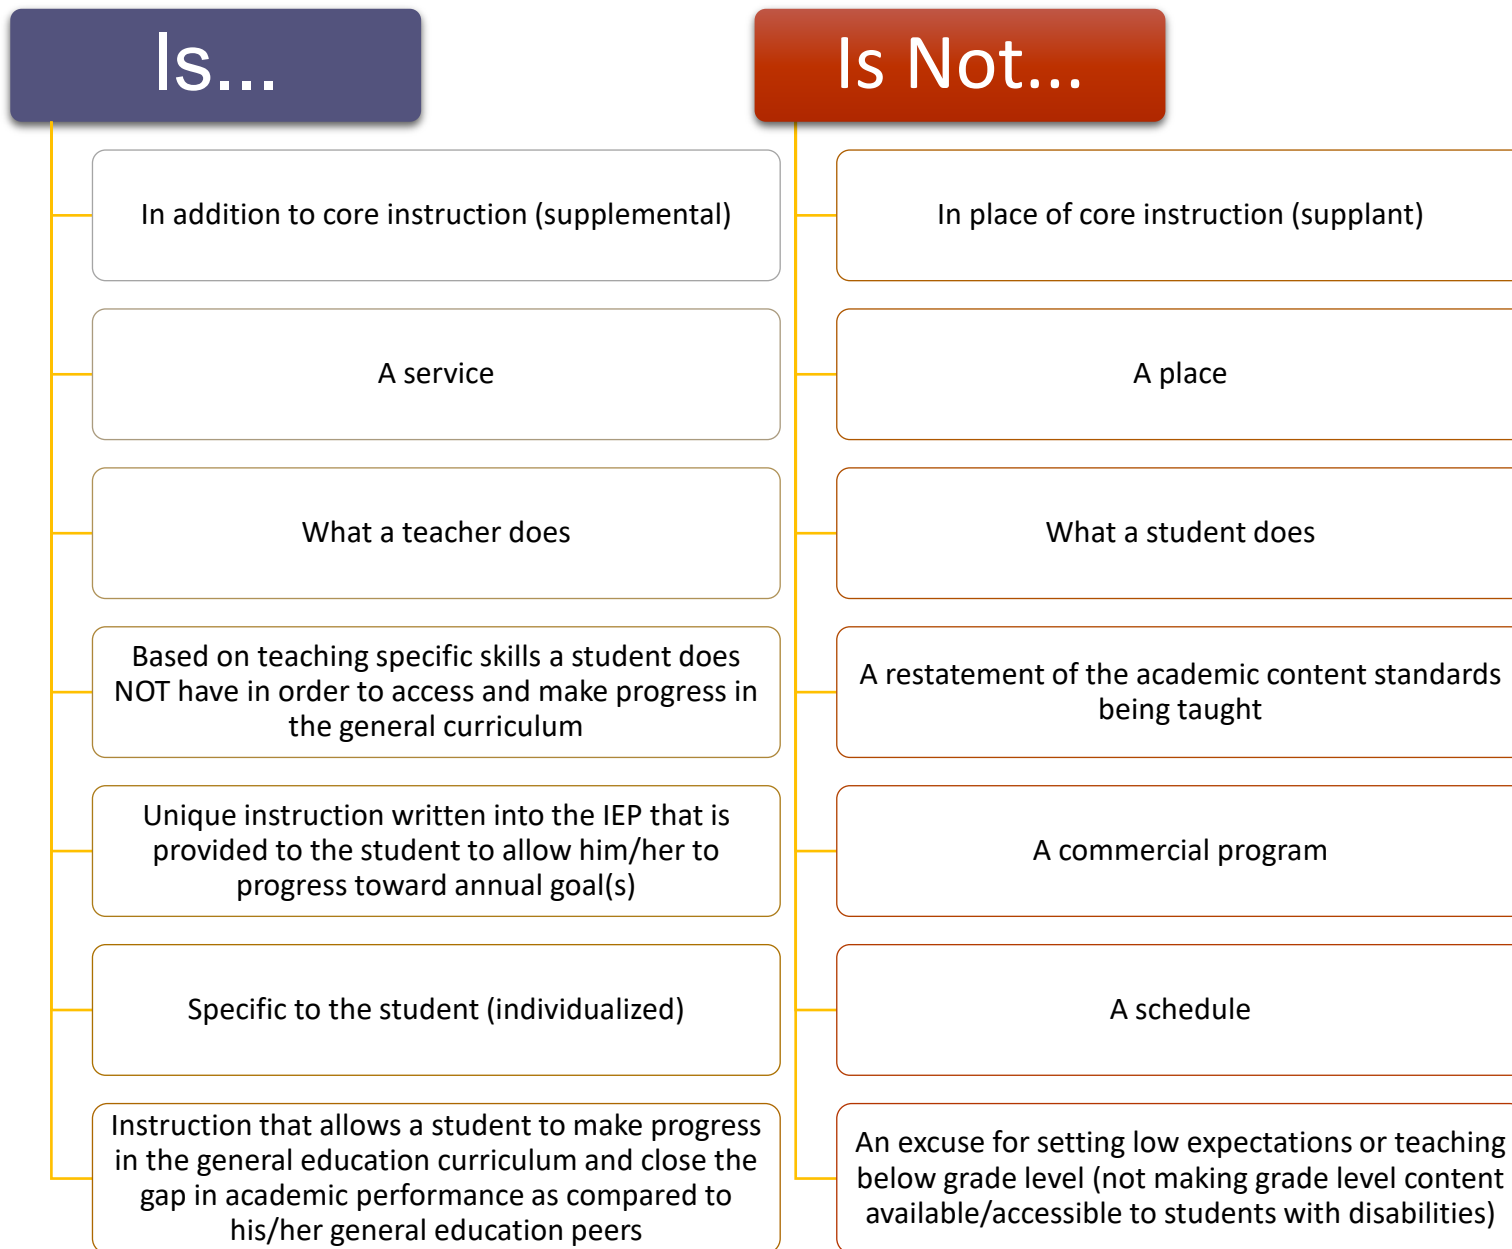 Is...
In addition to core instruction (supplemental)
A service
What a teacher does
Based on teaching specific skills a student does
NOT have in order to access and make progress in
the general curriculum
Unique instruction written into the IEP that is
provided to the student to allow him/her to
progress toward annual goal(s)
Specific to the student (individualized)
Instruction that allows a student to make progress
in the general education curriculum and close the
gap in academic performance as compared to
his/her general education peers
Is Not...
In place of core instruction (supplant)
A place
What a student does
A restatement of the academic content standards
being taught
A commercial program
A schedule
An excuse for setting low expectations or teaching
below grade level (not making grade level content
available/accessible to students with disabilities)